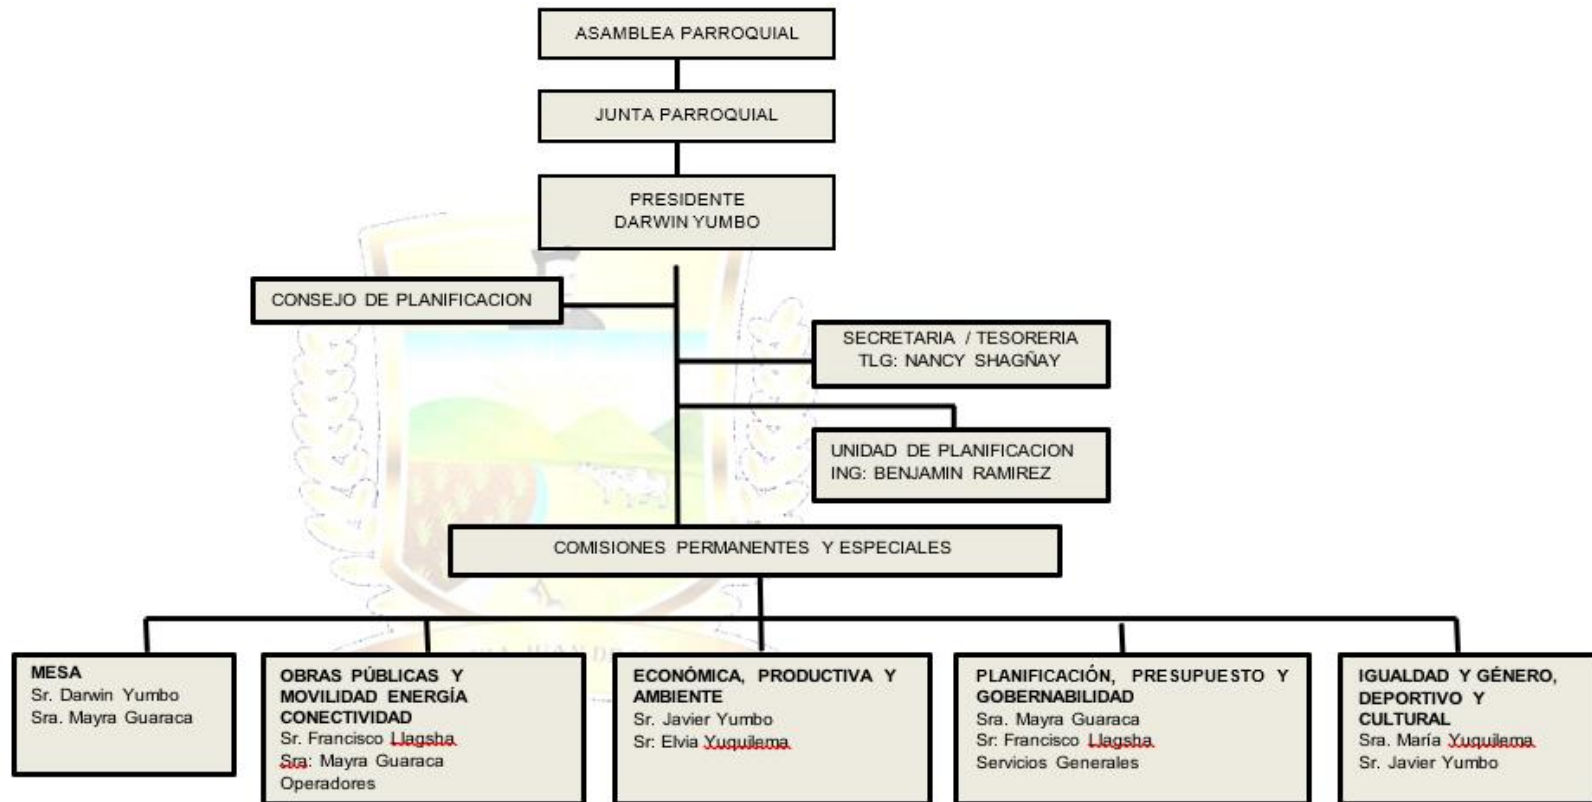 ASAMBLEA PARROQUIAL
JUNTA PARROQUIAL
PRESIDENTE
DARWIN YUMBO
CONSEJO DE PLANIFICACION
SECRETARIA / TESORERIA
TLG: NANCY SHAGÑAY
UNIDAD DE PLANIFICACION
ING: BENJAMIN RAMIREZ
COMISIONES PERMANENTES Y ESPECIALES
MESA
Sr. Darwin Yumbo
Sra. Mayra Guaraca
OBRAS PÚBLICAS Y
MOVILIDAD ENERGÍA
CONECTIVIDAD
Sr. Francisco Llagsha
Sra: Mayra Guaraca
Operadores
ECONÓMICA, PRODUCTIVA Y
AMBIENTE
Sr. Javier Yumbo
Sr: Elvia Yuquilema
PLANIFICACIÓN, PRESUPUESTO Y
GOBERNABILIDAD
Sra. Mayra Guaraca
Sr: Francisco Llagsha
Servicios Generales
IGUALDAD Y GÉNERO,
DEPORTIVO Y
CULTURAL
Sra. María Yuquilema
Sr. Javier Yumbo